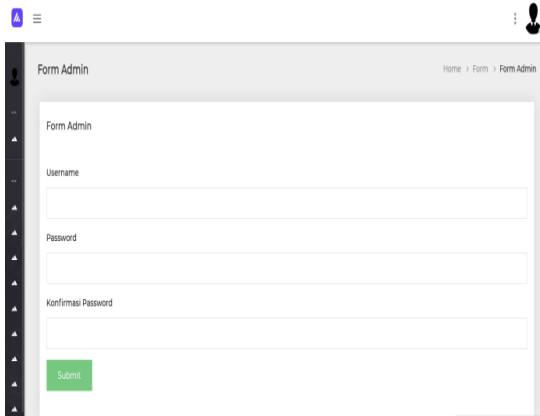 Form Admin
Home > Form > Form Admin
Form Admin
Username
Password
Konfirmasi Password
Submit